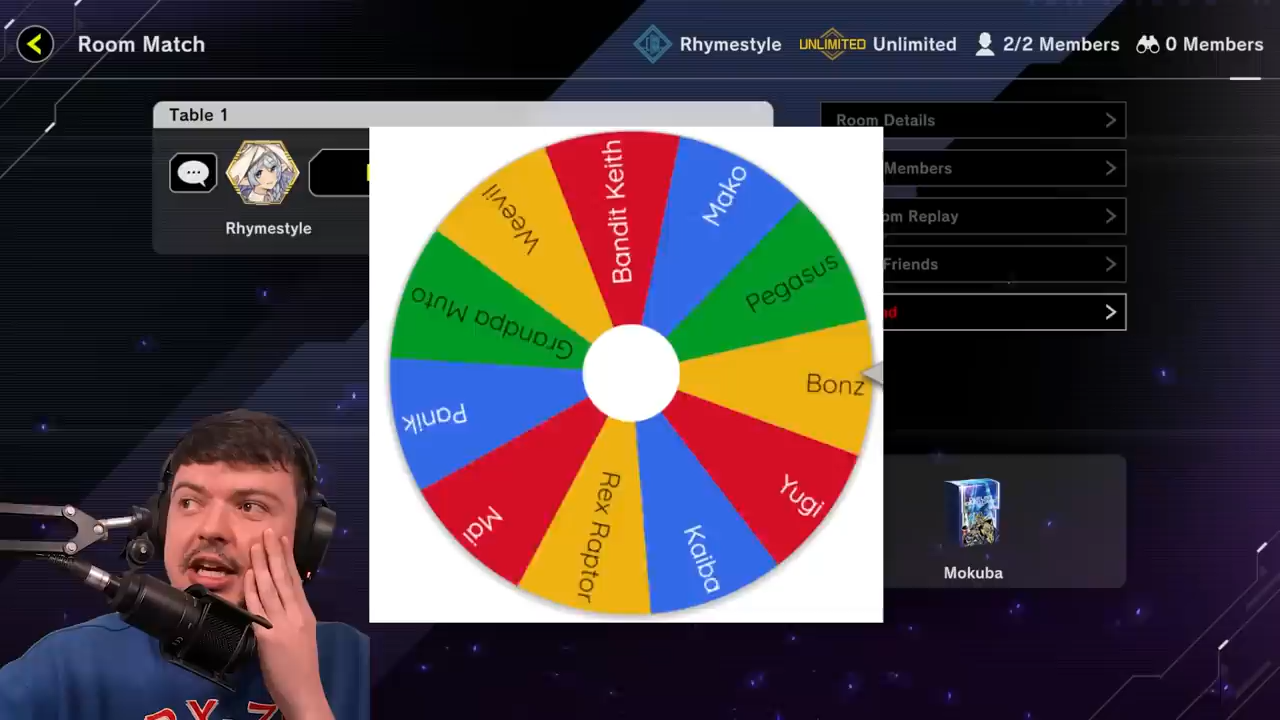 Room Match
Rhymestyle
UNLIMITED
Unlimited
2/2 Members
0 Members
Table 1
Rhymestyle
Room Details
Members
om Replay
Friends
Bandit Keith
Mako
Pegasus
Bonz
Yugi
Kaiba
Rex Raptor
Mai
Panik
Grandpa Muto
Weevil
Mokuba